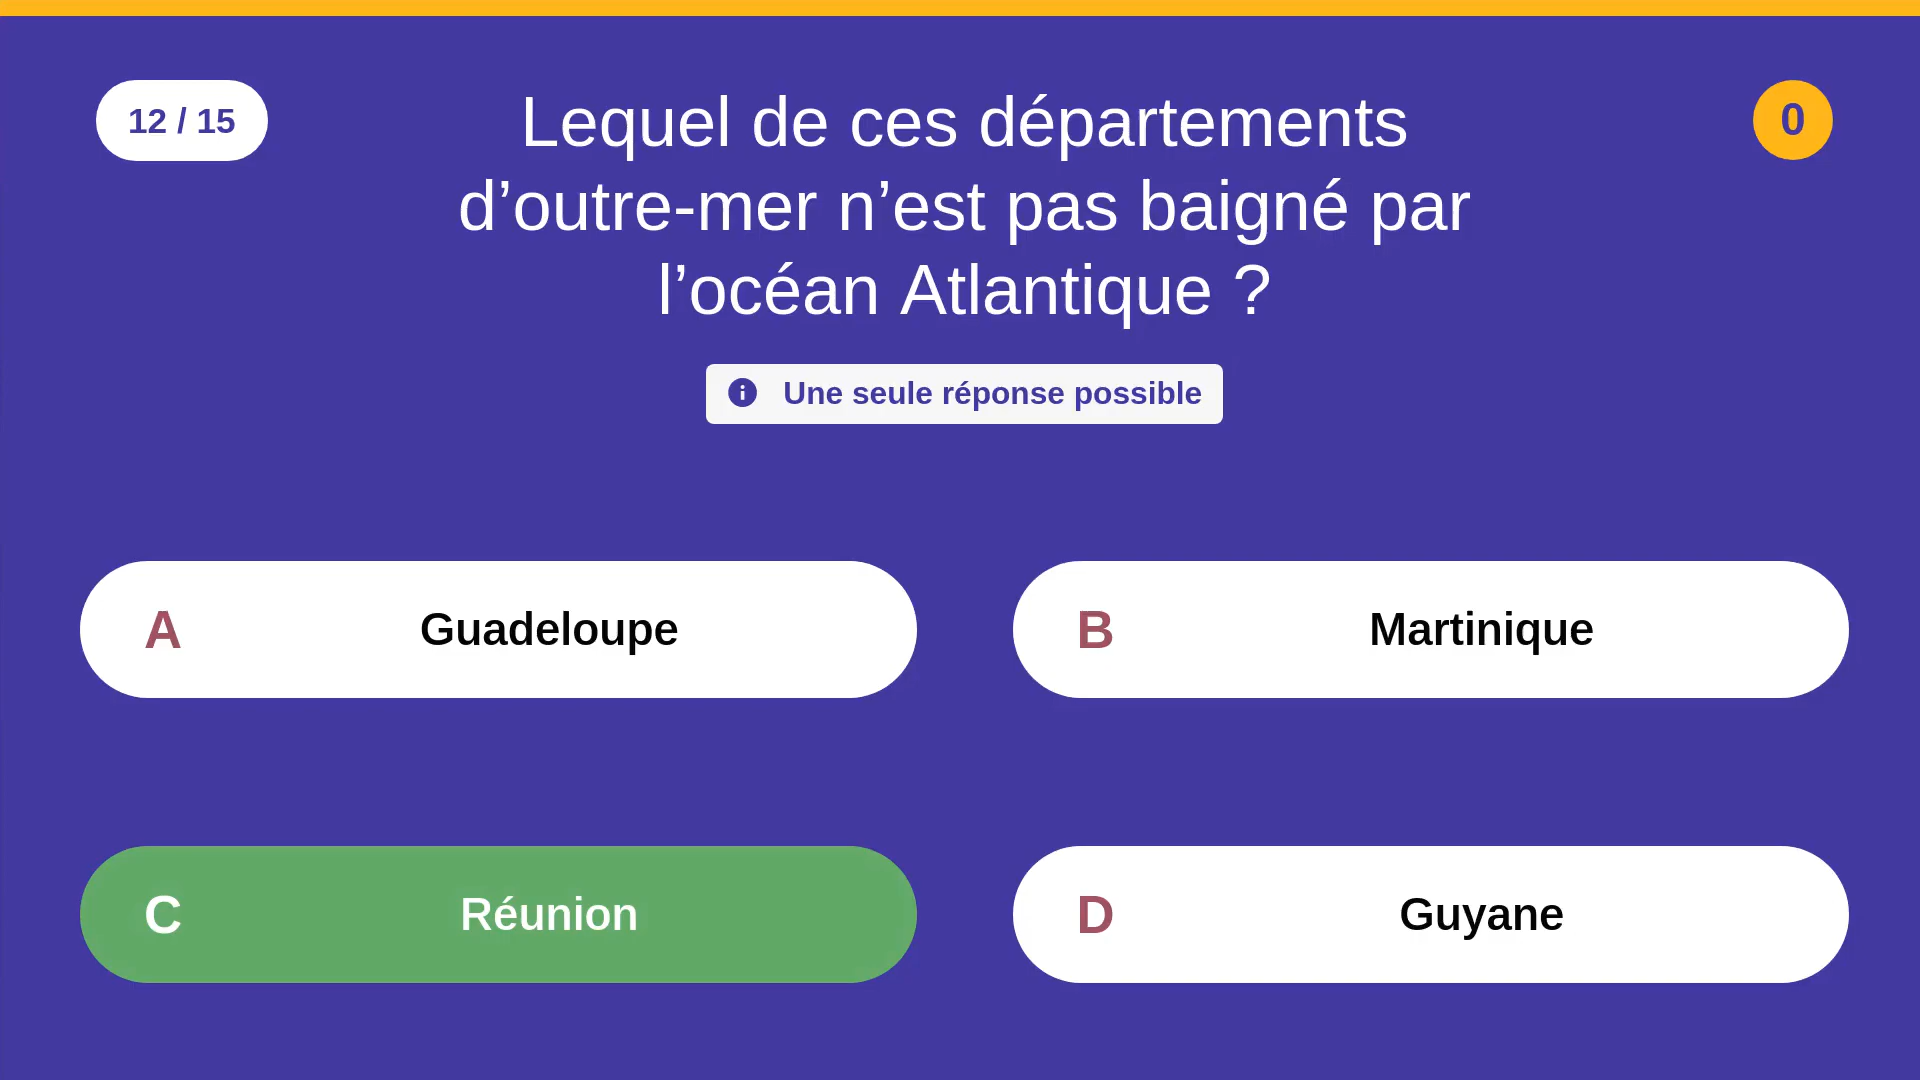 12 / 15
Lequel de ces départements
d’outre-mer n’est pas baigné par
l’océan Atlantique ?
0
Une seule réponse possible
A Guadeloupe
B Martinique
C Réunion
D Guyane